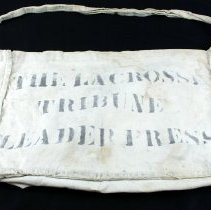 THE LACROSSE
TRIBUNE
LEADER PRESS